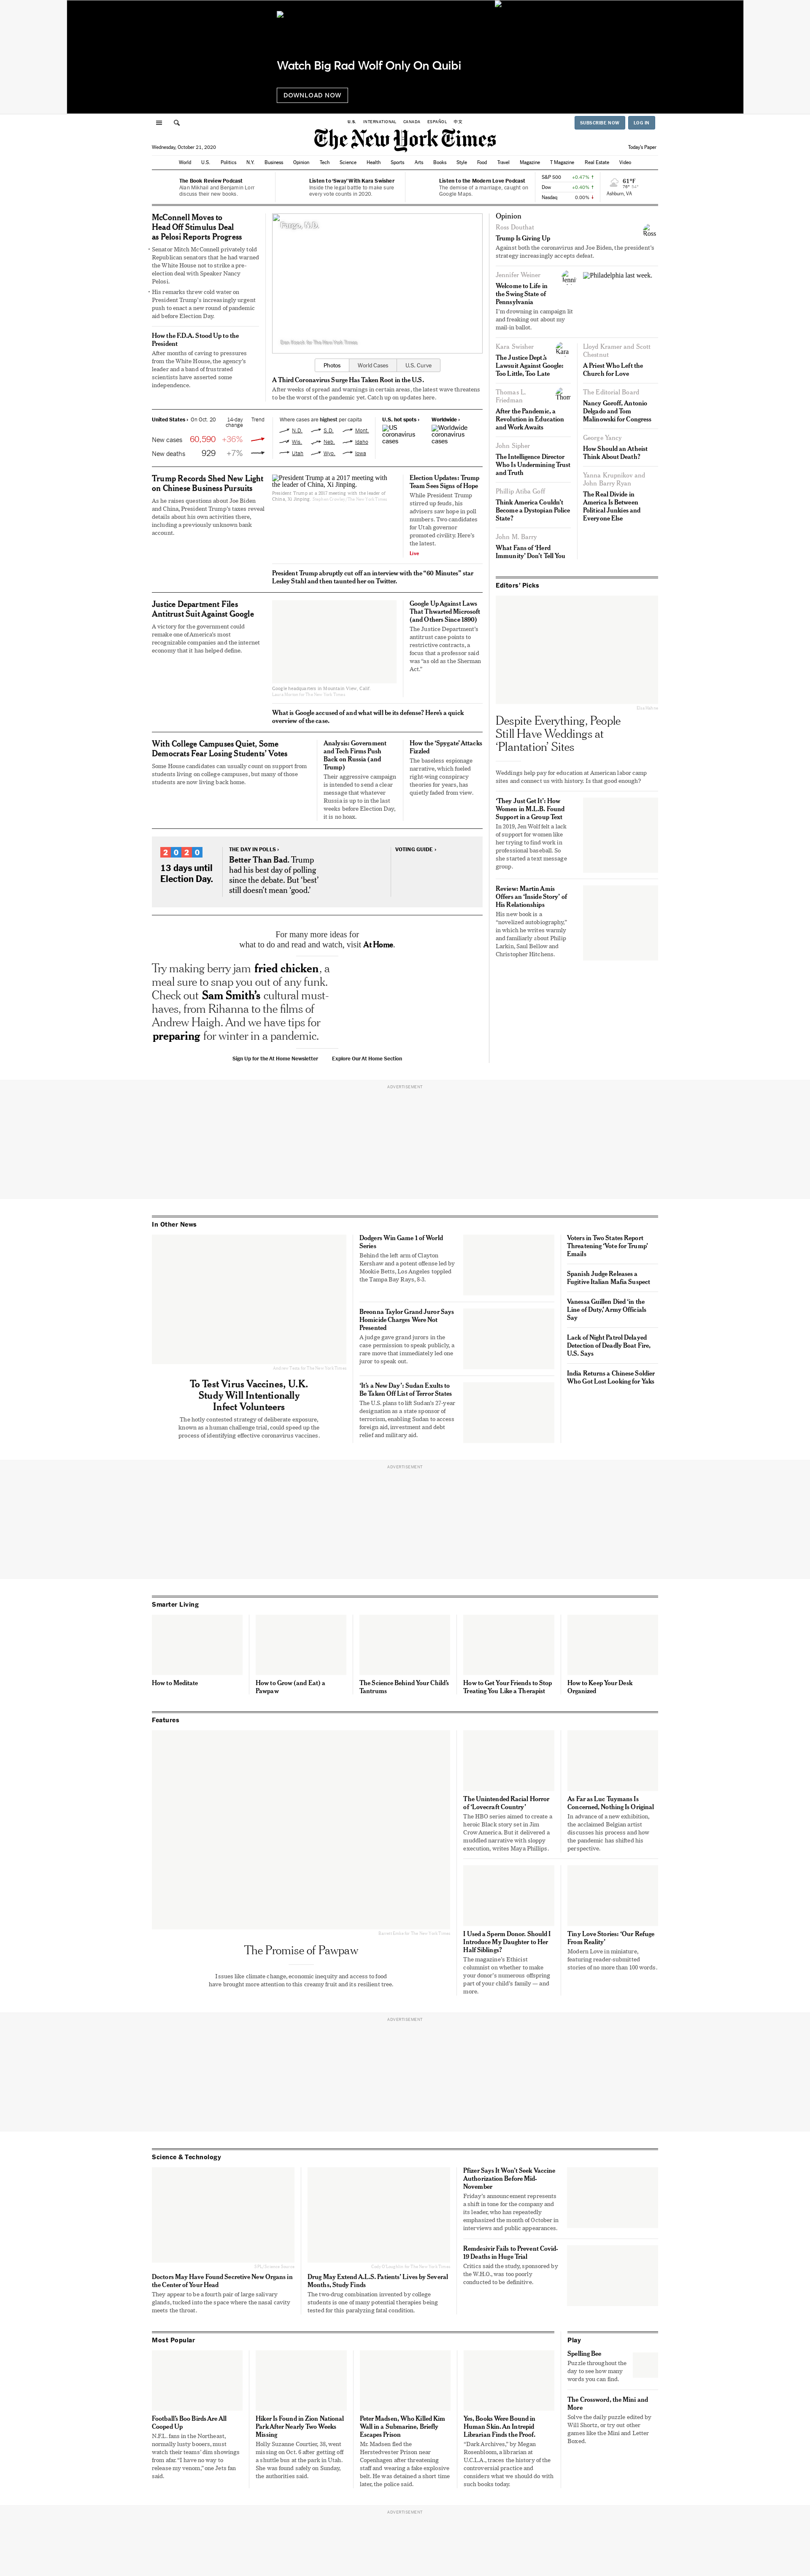 Watch Big Rad Wolf Only On Quibi
DOWNLOAD NOW
U.S.
INTERNATIONAL
CANADA
ESPAÑOL
中文
SUBSCRIBE NOW
LOG IN
The New York Times
Wednesday, October 21, 2020
Today's Paper
World
U.S.
Politics
N.Y.
Business
Opinion
Tech
Science
Health
Sports
Arts
Books
Style
Food
Travel
Magazine
T Magazine
Real Estate
Video
The Book Review Podcast
Alan Mikhail and Benjamin Lorr
discuss their new books.
Listen to 'Sway' With Kara Swisher
Inside the legal battle to make sure
every vote counts in 2020.
Listen to the Modern Love Podcast
The demise of a marriage, caught on
Google Maps.
S&P 500 +0.47% ↑
Dow +0.40% ↑
Nasdaq 0.00% ↓
61°F
Ashburn, VA
McConnell Moves to
Head Off Stimulus Deal
as Pelosi Reports Progress
• Senator Mitch McConnell privately told
Republican senators that he had warned
the White House not to strike a pre-
election deal with Speaker Nancy
Pelosi.
• His remarks threw cold water on
President Trump's increasingly urgent
push to enact a new round of pandemic
aid before Election Day.
How the F.D.A. Stood Up to the
President
After months of caving to pressures
from the White House, the agency's
leader and a band of frustrated
scientists have asserted some
independence.
Fargo, N.D.
Dan Koeck for The New York Times
Photos
World Cases
U.S. Curve
A Third Coronavirus Surge Has Taken Root in the U.S.
After weeks of spread and warnings in certain areas, the latest wave threatens
to be the worst of the pandemic yet. Catch up on updates here.
United States › On Oct. 20
14-day
change
Trend
New cases 60,590 +36%
New deaths 929 +7%
Where cases are highest per capita
N.D.
S.D.
Mont.
Wis.
Neb.
Idaho
Utah
Wyo.
Iowa
U.S. hot spots ›
US
coronavirus
cases
Worldwide ›
Worldwide
coronavirus
cases
Trump Records Shed New Light
on Chinese Business Pursuits
As he raises questions about Joe Biden
and China, President Trump's taxes reveal
details about his own activities there,
including a previously unknown bank
account.
President Trump at a 2017 meeting with
the leader of China, Xi Jinping.
President Trump at a 2017 meeting with the leader of
China, Xi Jinping.
Election Updates: Trump
Team Sees Signs of Hope
While President Trump
stirred up feuds, his
advisers saw hope in poll
numbers. Two candidates
for Utah governor
promoted civility. Here's
the latest.
Live
President Trump abruptly cut off an interview with the “60 Minutes” star
Lesley Stahl and then taunted her on Twitter.
Justice Department Files
Antitrust Suit Against Google
A victory for the government could
remake one of America's most
recognizable companies and the internet
economy that it has helped define.
Google headquarters in Mountain View, Calif.
Laura Morton for The New York Times
Google Up Against Laws
That Thwarted Microsoft
(and Others Since 1890)
The Justice Department's
antitrust case points to
restrictive contracts, a
focus that a professor said
was “as old as the Sherman
Act.”
What is Google accused of and what will be its defense? Here's a quick
overview of the case.
With College Campuses Quiet, Some
Democrats Fear Losing Students' Votes
Some House candidates can usually count on support from
students living on college campuses, but many of those
students are now living back home.
Analysis: Government
and Tech Firms Push
Back on Russia (and
Trump)
Their aggressive campaign
is intended to send a clear
message that whatever
Russia is up to in the last
weeks before Election Day,
it is no hoax.
How the 'Spygate' Attacks
Fizzled
The baseless espionage
narrative, which fueled
right-wing conspiracy
theories for years, has
quietly faded from view.
2020
13 days until
Election Day.
THE DAY IN POLLS ›
Better Than Bad. Trump
had his best day of polling
since the debate. But 'best'
still doesn't mean 'good.'
VOTING GUIDE ›
For many more ideas for
what to do and read and watch, visit At Home.
Try making berry jam fried chicken, a
meal sure to snap you out of any funk.
Check out Sam Smith's cultural must-
haves, from Rihanna to the films of
Andrew Haigh. And we have tips for
preparing for winter in a pandemic.
Sign Up for the At Home Newsletter
Explore Our At Home Section
Opinion
Ross Douthat
Trump Is Giving Up
Against both the coronavirus and Joe Biden, the president's
strategy increasingly accepts defeat.
Ross
Jennifer Weiner
Welcome to Life in
the Swing State of
Pennsylvania
I'm drowning in campaign lit
and freaking out about my
mail-in ballot.
Jenni
Philadelphia last week.
Kara Swisher
The Justice Dept.'s
Lawsuit Against Google:
Too Little, Too Late
Kara
Thomas L.
Friedman
After the Pandemic, a
Revolution in Education
and Work Awaits
Thom
John Sipher
The Intelligence Director
Who Is Undermining Trust
and Truth
Phillip Atiba Goff
Think America Couldn't
Become a Dystopian Police
State?
John M. Barry
What Fans of 'Herd
Immunity' Don't Tell You
Lloyd Kramer and Scott
Chestnut
A Priest Who Left the
Church for Love
The Editorial Board
Nancy Goroff, Antonio
Delgado and Tom
Malinowski for Congress
George Yancy
How Should an Atheist
Think About Death?
Yanna Krupnikov and
John Barry Ryan
The Real Divide in
America Is Between
Political Junkies and
Everyone Else
Editors' Picks
Despite Everything, People
Still Have Weddings at
'Plantation' Sites
Weddings help pay for education at American labor camp
sites and connect us with history. Is that good enough?
'They Just Get It': How
Women in M.L.B. Found
Support in a Group Text
In 2019, Jen Wolf felt a lack
of support for women like
her trying to find work in
professional baseball. So
she started a text message
group.
Review: Martin Amis
Offers an 'Inside Story' of
His Relationships
His new book is a
“novelized autobiography,”
in which he writes warmly
and familiarly about Philip
Larkin, Saul Bellow and
Christopher Hitchens.
ADVERTISEMENT
In Other News
Andrew Testa for The New York Times
To Test Virus Vaccines, U.K.
Study Will Intentionally
Infect Volunteers
The hotly contested strategy of deliberate exposure,
known as a human challenge trial, could speed up the
process of identifying effective coronavirus vaccines.
Dodgers Win Game 1 of World
Series
Behind the left arm of Clayton
Kershaw and a potent offense led by
Mookie Betts, Los Angeles toppled
the Tampa Bay Rays, 8-3.
Breonna Taylor Grand Juror Says
Homicide Charges Were Not
Presented
A judge gave grand jurors in the
case permission to speak publicly, a
rare move that immediately led one
juror to speak out.
'It's a New Day': Sudan Exults to
Be Taken Off List of Terror States
The U.S. plans to lift Sudan's 27-year
designation as a state sponsor of
terrorism, enabling Sudan to access
foreign aid, investment and debt
relief and military aid.
Voters in Two States Report
Threatening 'Vote for Trump'
Emails
Spanish Judge Releases a
Fugitive Italian Mafia Suspect
Vanessa Guillen Died 'in the
Line of Duty,' Army Officials
Say
Lack of Night Patrol Delayed
Detection of Deadly Boat Fire,
U.S. Says
India Returns a Chinese Soldier
Who Got Lost Looking for Yaks
ADVERTISEMENT
Smarter Living
How to Meditate
How to Grow (and Eat) a
Pawpaw
The Science Behind Your Child's
Tantrums
How to Get Your Friends to Stop
Treating You Like a Therapist
How to Keep Your Desk
Organized
Features
The Promise of Pawpaw
Issues like climate change, economic inequity and access to food
have brought more attention to this creamy fruit and its resilient tree.
The Unintended Racial Horror
of 'Lovecraft Country'
The HBO series aimed to create a
heroic Black story set in Jim
Crow America. But it delivered a
muddled narrative with sloppy
execution, writes Maya Phillips.
As Far as Luc Tuymans Is
Concerned, Nothing Is Original
In advance of a new exhibition,
the acclaimed Belgian artist
discusses his process and how
the pandemic has shifted his
perspective.
I Used a Sperm Donor. Should I
Introduce My Daughter to Her
Half Siblings?
The magazine's Ethicist
columnist on whether to make
your donor's numerous offspring
part of your child's family — and
more.
Tiny Love Stories: 'Our Refuge
From Reality'
Modern Love in miniature,
featuring reader-submitted
stories of no more than 100 words.
ADVERTISEMENT
Science & Technology
Doctors May Have Found Secretive New Organs in
the Center of Your Head
They appear to be a fourth pair of large salivary
glands, tucked into the space where the nasal cavity
meets the throat.
Drug May Extend A.L.S. Patients' Lives by Several
Months, Study Finds
The two-drug combination invented by college
students is one of many potential therapies being
tested for this paralyzing fatal condition.
Pfizer Says It Won't Seek Vaccine
Authorization Before Mid-
November
Friday's announcement represents
a shift in tone for the company and
its leader, who has repeatedly
emphasized the month of October in
interviews and public appearances.
Remdesivir Fails to Prevent Covid-
19 Deaths in Huge Trial
Critics said the study, sponsored by
the W.H.O., was too poorly
conducted to be definitive.
Most Popular
Football's Boo Birds Are All
Cooped Up
N.F.L. fans in the Northeast,
normally lusty booers, must
watch their teams' dim showings
from afar. “I have no way to
release my venom,” one Jets fan
said.
Hiker Is Found in Zion National
Park After Nearly Two Weeks
Missing
Holly Suzanne Courtier, 38, went
missing on Oct. 6 after getting off
a shuttle bus at the park in Utah.
She was found safely on Sunday,
the authorities said.
Peter Madsen, Who Killed Kim
Wall in a Submarine, Briefly
Escapes Prison
Mr. Madsen fled the
Herstedvester Prison near
Copenhagen after threatening
staff and wearing a fake explosive
belt. He was detained a short time
later, the police said.
Yes, Books Were Bound in
Human Skin. An Intrepid
Librarian Finds the Proof.
“Dark Archives,” by Megan
Rosenbloom, a librarian at
U.C.L.A., traces the history of the
controversial practice and
considers what we should do with
such books today.
Play
Spelling Bee
Puzzle throughout the
day to see how many
words you can find.
The Crossword, the Mini and
More
Solve the daily puzzle edited by
Will Shortz, or try out other
games like the Mini and Letter
Boxed.
ADVERTISEMENT